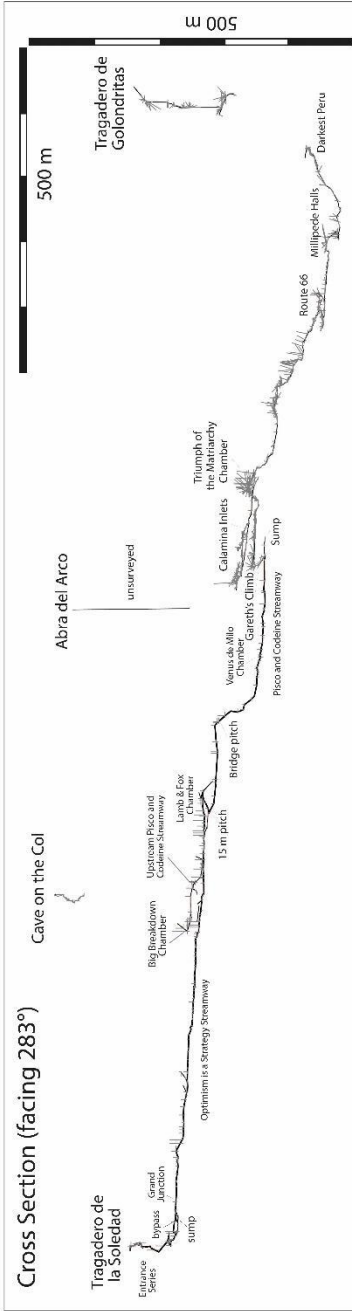 Cross Section (facing 283°)
Cave on the Col
Abra del Arco
unsurveyed
500 m
500 m
Tragadero de
Golondritas
Tragadero de
la Soledad
Entrance
Series
bypass
sump
Grand
Junction
Optimism is a Strategy Streamway
Big Breakdown
Chamber
Upstream Pisco and
Codeine Streamway
Lamb & Fox
Chamber
15 m pitch
Bridge pitch
Venus de Milo
Chamber
Pisco and Codeine Streamway
Calamina Inlets
Gareth's Climb
Sump
Triumph of
the Matriarchy
Chamber
Route 66
Millipede Halls
Darkest Peru